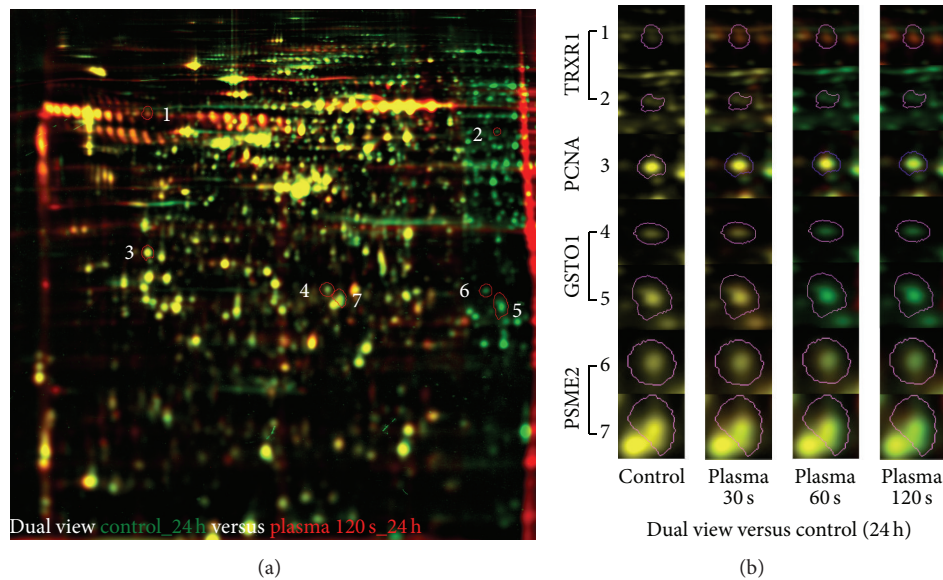 1
2
3
4
7
6
5
Dual view control_24 h versus plasma 120 s_24 h
(a)
TRXR1
1
2
PCNA
3
GSTO1
4
5
PSME2
6
7
Control
Plasma 30 s
Plasma 60 s
Plasma 120 s
Dual view versus control (24 h)
(b)